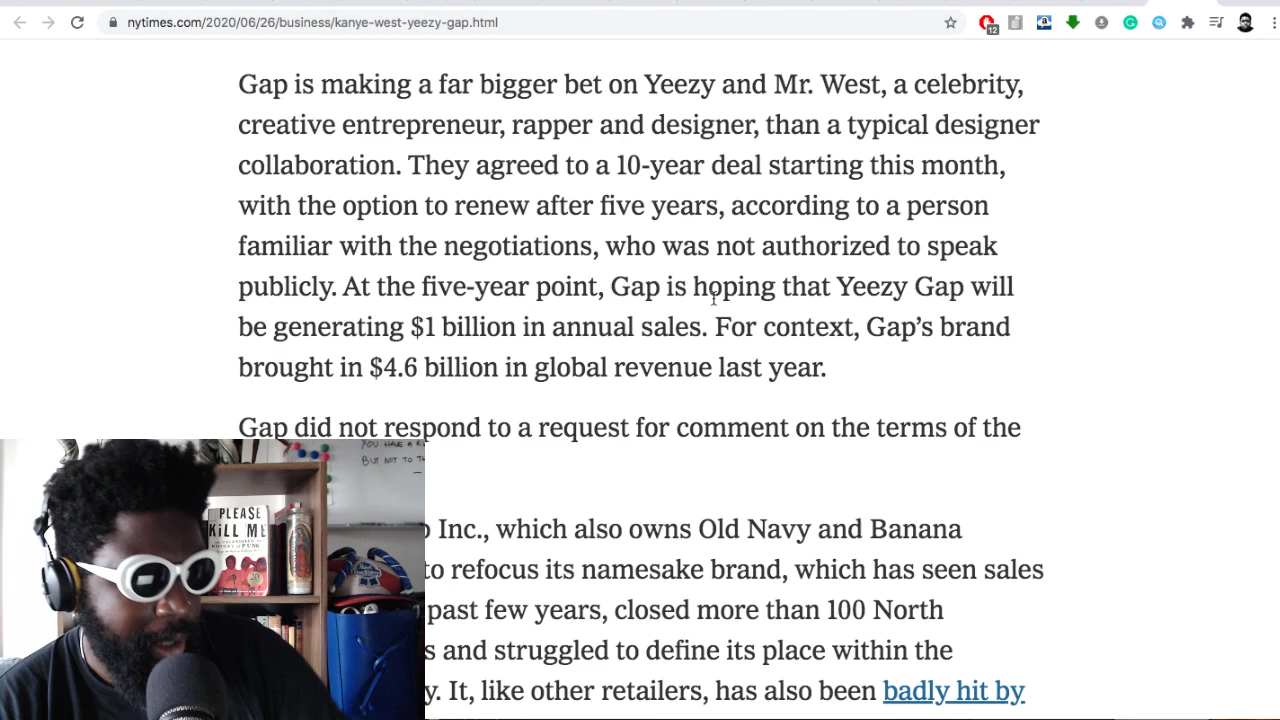 nytimes.com/2020/06/26/business/kanye-west-yeezy-gap.html
12
Gap is making a far bigger bet on Yeezy and Mr. West, a celebrity,
creative entrepreneur, rapper and designer, than a typical designer
collaboration. They agreed to a 10-year deal starting this month,
with the option to renew after five years, according to a person
familiar with the negotiations, who was not authorized to speak
publicly. At the five-year point, Gap is hoping that Yeezy Gap will
be generating $1 billion in annual sales. For context, Gap’s brand
brought in $4.6 billion in global revenue last year.
Gap did not respond to a request for comment on the terms of the
YOU HAVE A
BUT NOT TO
PLEASE
KILL ME
Inc., which also owns Old Navy and Banana
to refocus its namesake brand, which has seen sales
past few years, closed more than 100 North
and struggled to define its place within the
It, like other retailers, has also been badly hit by